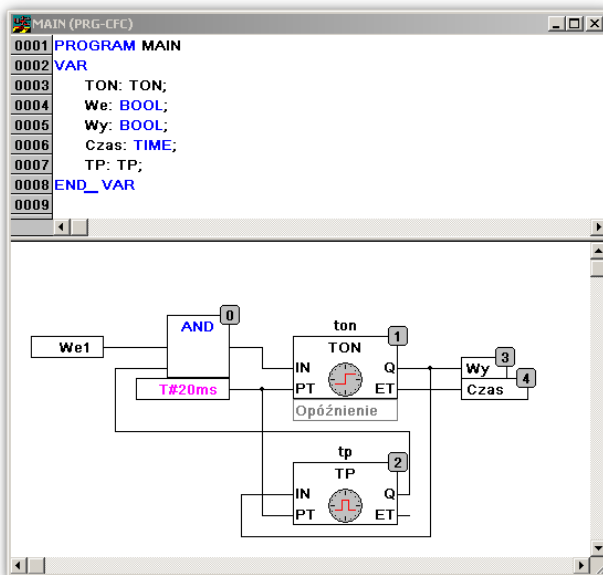 MAIN (PRG-CFC)
0001 PROGRAM MAIN
0002 VAR
0003 TON: TON;
0004 We: BOOL;
0005 Wy: BOOL;
0006 Czas: TIME;
0007 TP: TP;
0008 END_VAR
0009
AND 0
We1
T#20ms
ton
TON 1
IN Q
PT ET
Opóźnienie
Wy 3
Czas 4
tp
TP 2
IN Q
PT ET